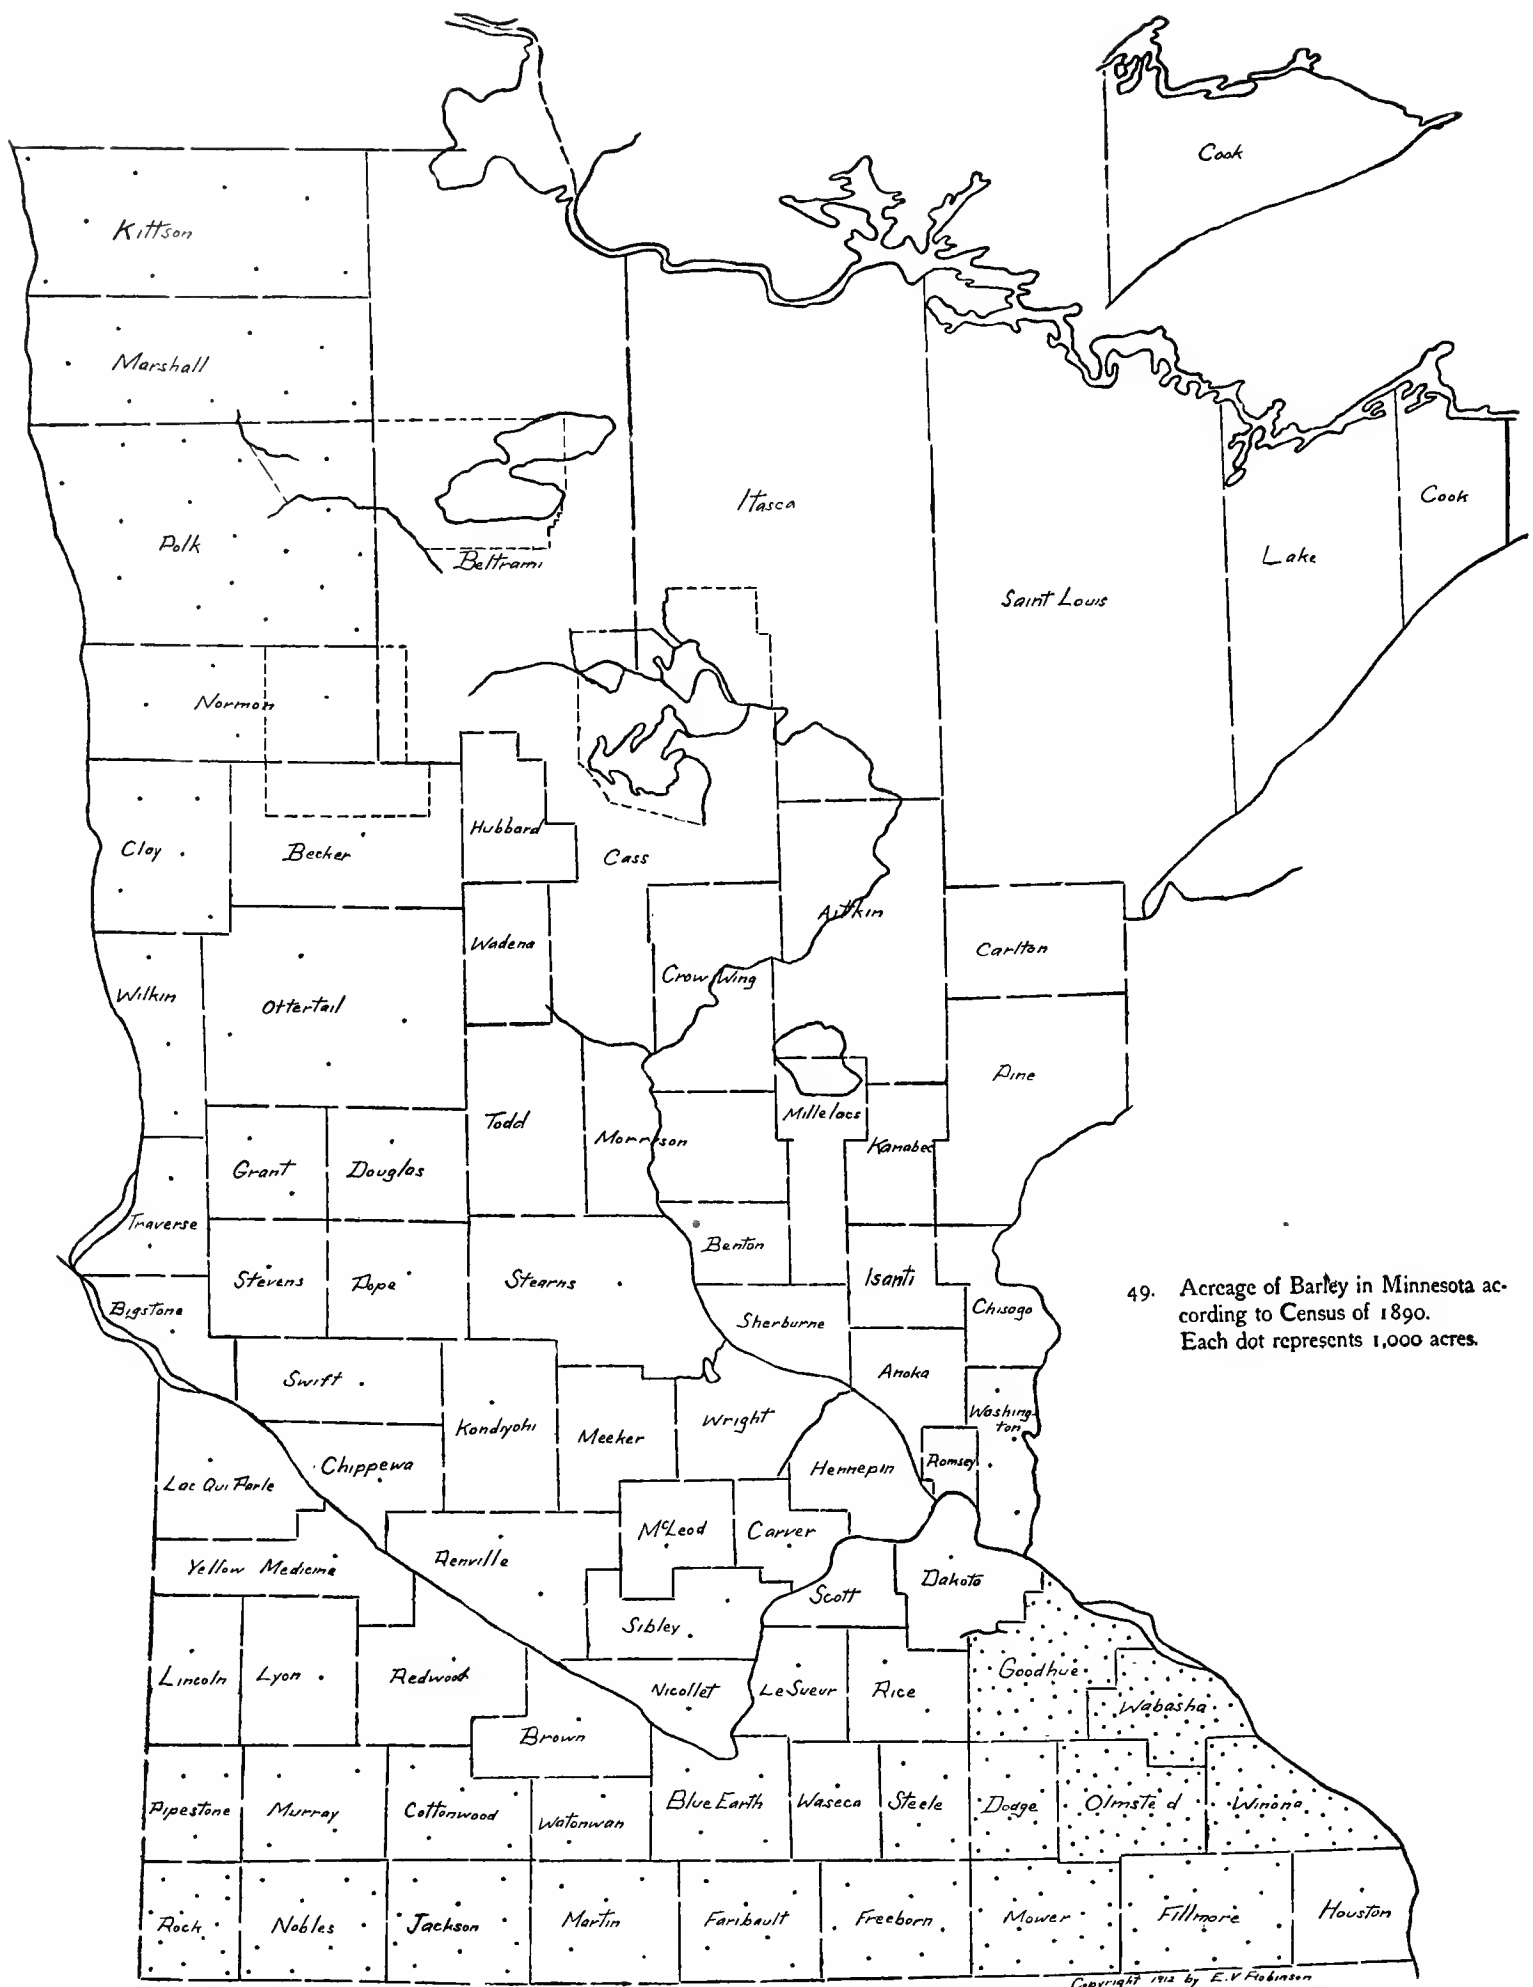 Cook
Kittson
Marshall
Itasca
Cook
Polk
Lake
Beltrami
Saint Louis
Norman
Hubbard
Clay
Becker
Cass
Aitkin
Wadena
Carlton
Crow Wing
Wilkin
Ottertail
Pine
Millelacs
Todd
Morrison
Kanabec
Grant
Douglas
Traverse
Benton
Stevens
Pope
Stearns
Isanti
Bigstone
Chisago
Sherburne
49. Acreage of Barley in Minnesota ac-
cording to Census of 1890.
Each dot represents 1,000 acres.
Swift
Anoka
Kandiyohi
Wright
Washing-
ton
Meeker
Chippewa
Hennepin
Ramsey
Lac Qui Parle
McLeod
Carver
Renville
Yellow Medicine
Dakota
Scott
Sibley
Goodhue
Lincoln
Lyon
Redwood
Nicollet
Le Sueur
Rice
Wabasha
Brown
Pipestone
Murray
Cottonwood
Watonwan
Blue Earth
Waseca
Steele
Dodge
Olmsted
Winona
Rock
Nobles
Jackson
Martin
Faribault
Freeborn
Mower
Fillmore
Houston
Copyright 1912 by E.V Robinson